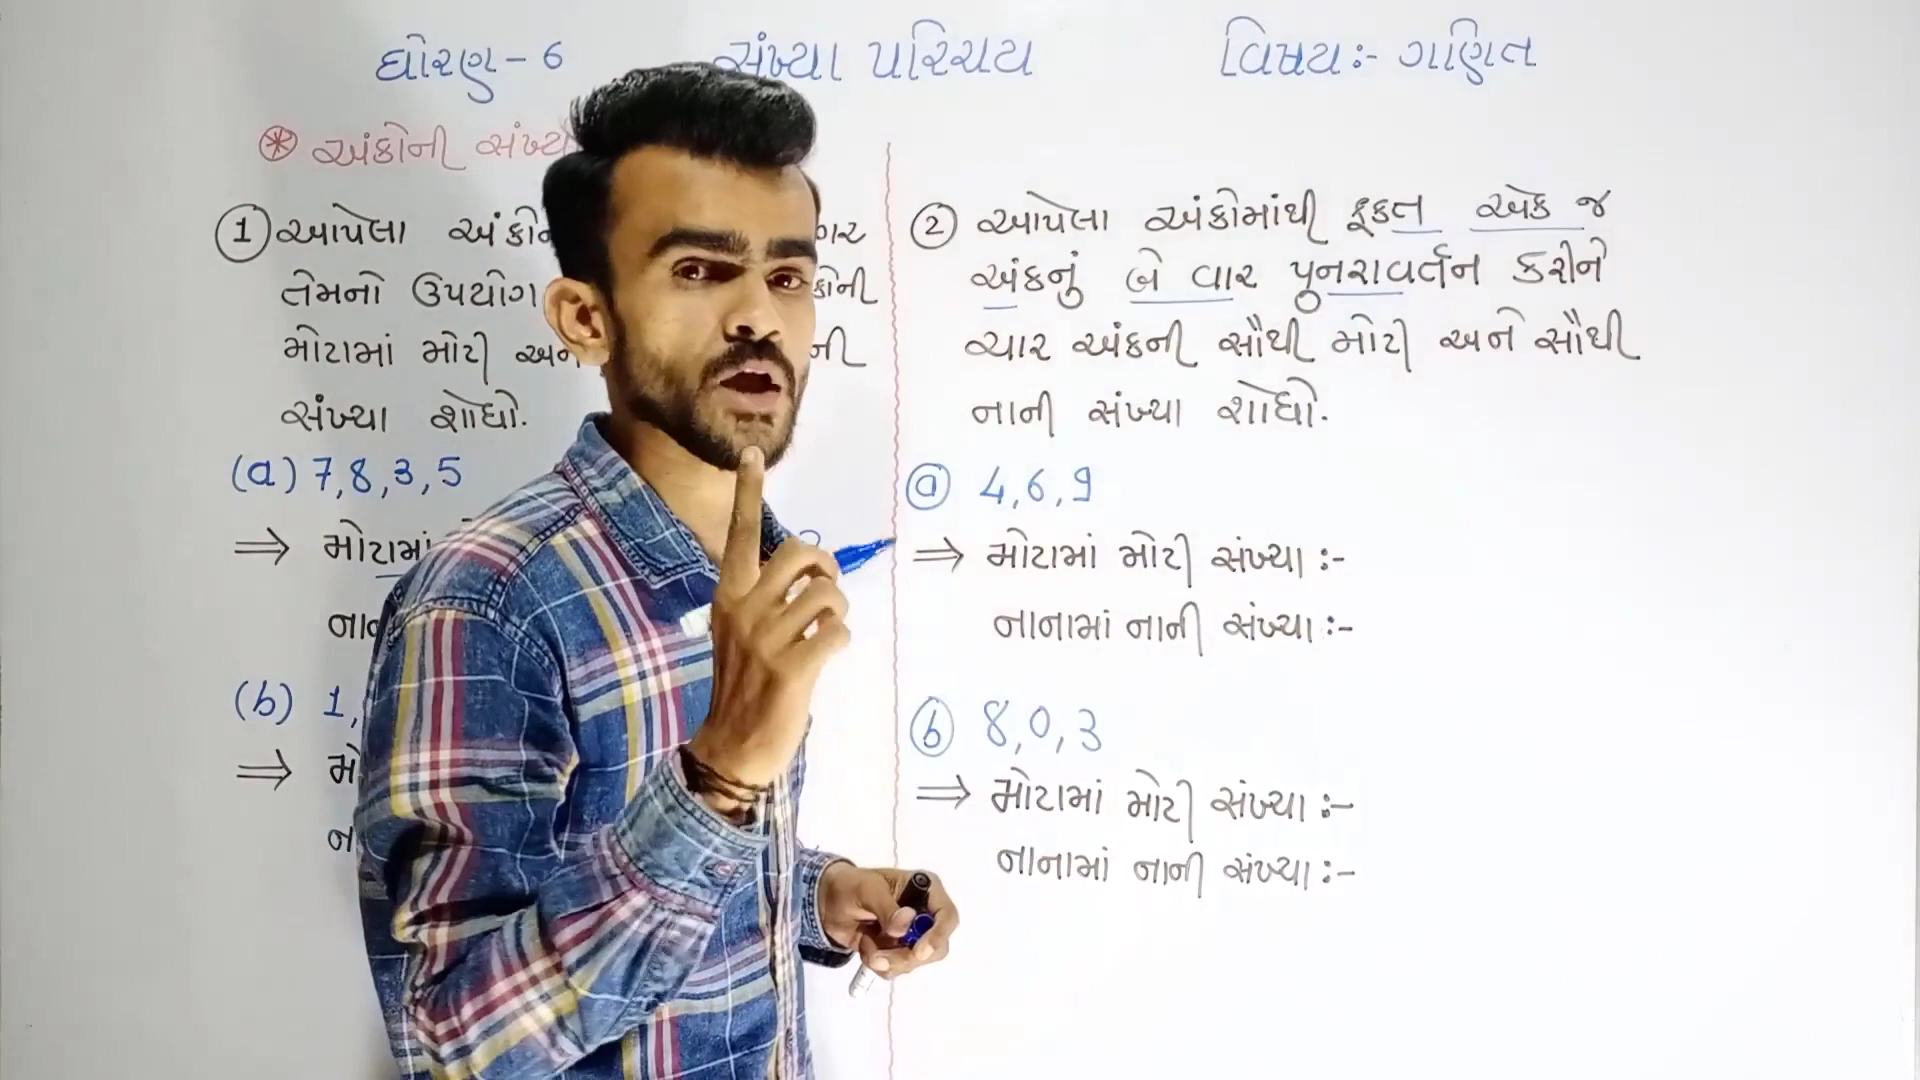 ધોરણ - 6 સંખ્યા પરિચય વિષય :- ગણિત
અંકોની
1 આપેલા
તેમનો ઉપયોગ
મોટામાં મોટી
સંખ્યા શોધો.
(a) 7,8,3,5
⇒ મોટામાં
(b) 1,
⇒
2 આપેલા અંકોમાંથી ફક્ત એક જ
અંકનું બે વાર પુનરાવર્તન કરીને
ચાર અંકની સૌથી મોટી અને સૌથી
નાની સંખ્યા શોધો.
a 4,6,9
⇒ મોટામાં મોટી સંખ્યા :-
નાનામાં નાની સંખ્યા :-
b 8,0,3
⇒ મોટામાં મોટી સંખ્યા :-
નાનામાં નાની સંખ્યા :-